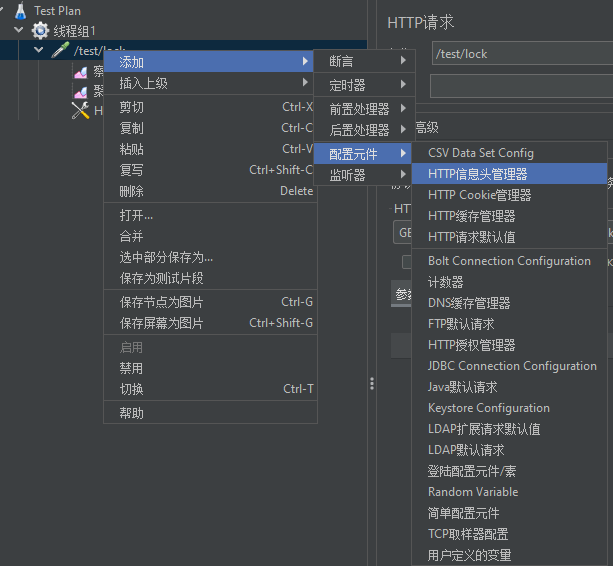 Test Plan
线程组1
/test/lock
察
聚
H
添加
插入上级
剪切 Ctrl-X
复制 Ctrl-C
粘贴 Ctrl-V
复写 Ctrl+Shift-C
删除 Delete
打开...
合并
选中部分保存为...
保存为测试片段
保存节点为图片 Ctrl-G
保存屏幕为图片 Ctrl+Shift-G
启用
禁用
切换 Ctrl-T
帮助
断言
定时器
前置处理器
后置处理器
配置元件
监听器
HTTP请求
/test/lock
高级
HT
GE
参数
CSV Data Set Config
HTTP信息头管理器
HTTP Cookie管理器
HTTP缓存管理器
HTTP请求默认值
Bolt Connection Configuration
计数器
DNS缓存管理器
FTP默认请求
HTTP授权管理器
JDBC Connection Configuration
Java默认请求
Keystore Configuration
LDAP扩展请求默认值
LDAP默认请求
登陆配置元件/素
Random Variable
简单配置元件
TCP取样器配置
用户定义的变量